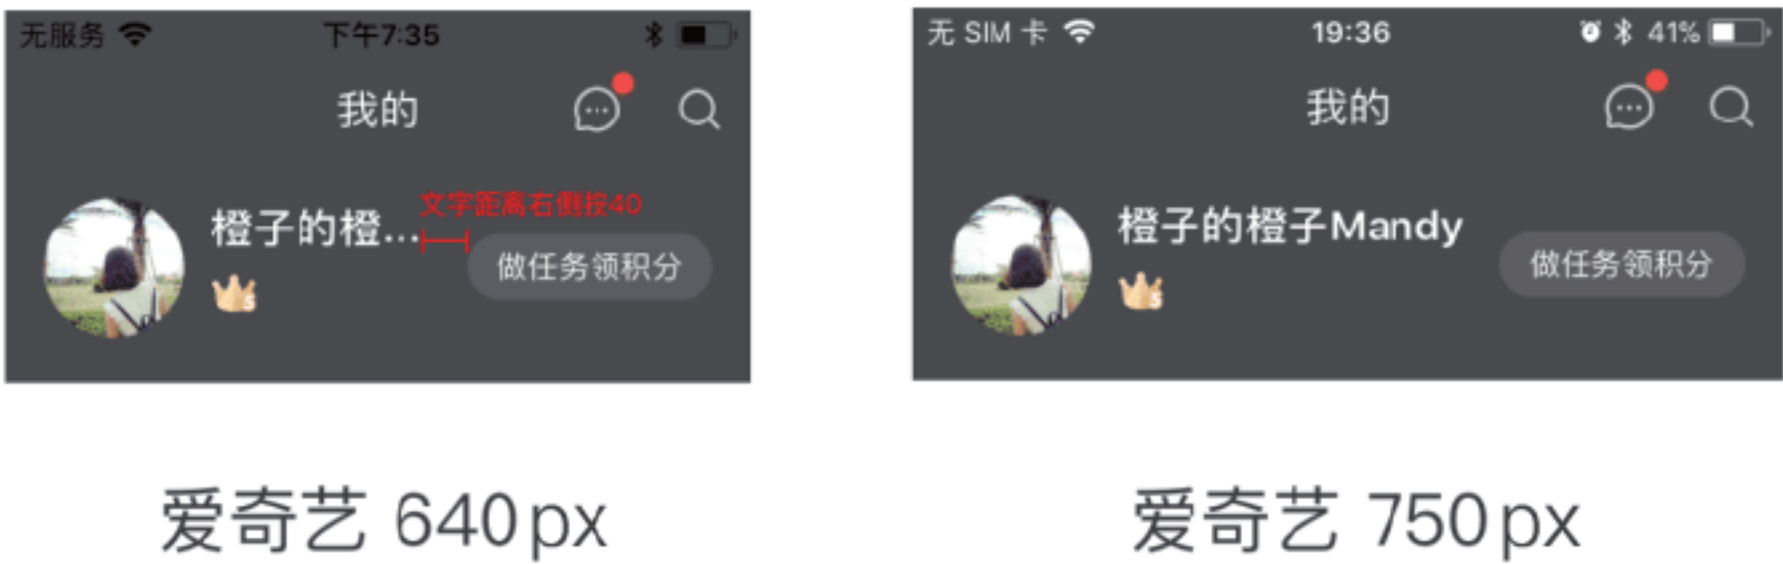 无服务 下午7:35
我的
橙子的橙...
文字距离右侧按40
做任务领积分
5
爱奇艺 640px
无 SIM 卡 19:36 41%
我的
橙子的橙子Mandy
做任务领积分
5
爱奇艺 750px